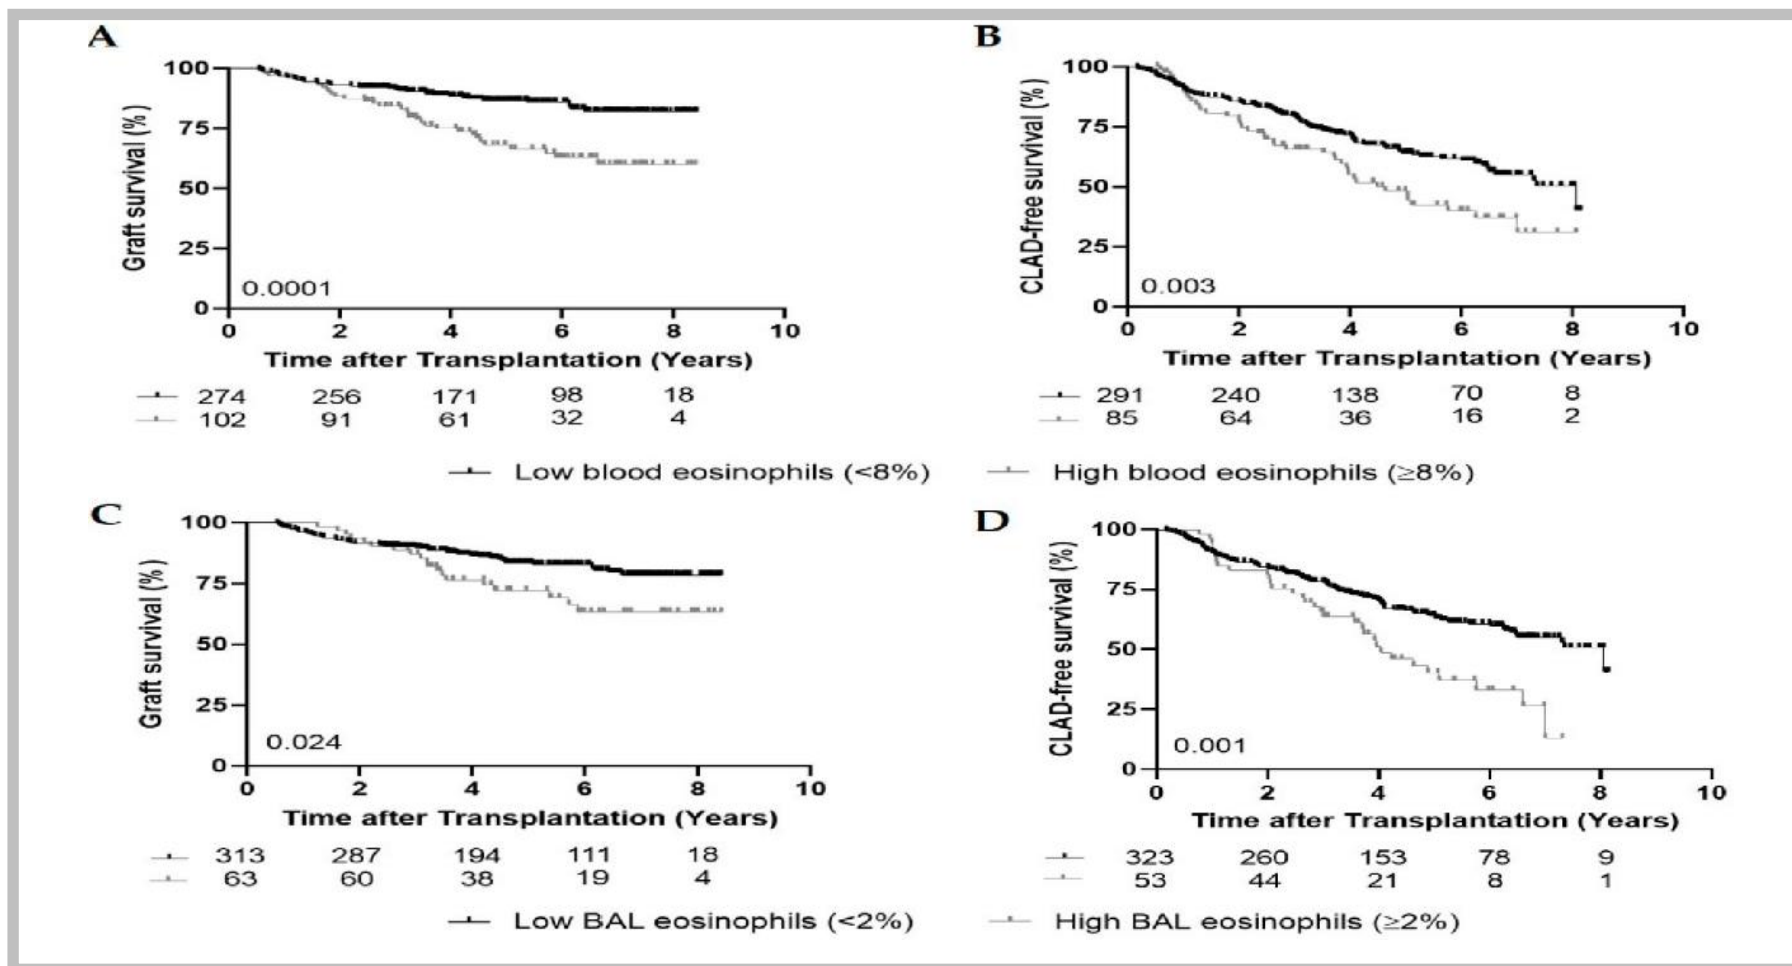 A
100
75
50
25
0
Graft survival (%)
0.0001
0 2 4 6 8 10
Time after Transplantation (Years)
274 256 171 98 18
102 91 61 32 4
B
100
75
50
25
0
CLAD-free survival (%)
0.003
0 2 4 6 8 10
Time after Transplantation (Years)
291 240 138 70 8
85 64 36 16 2
Low blood eosinophils (<8%) High blood eosinophils (≥8%)
C
100
75
50
25
0
Graft survival (%)
0.024
0 2 4 6 8 10
Time after Transplantation (Years)
313 287 194 111 18
63 60 38 19 4
D
100
75
50
25
0
CLAD-free survival (%)
0.001
0 2 4 6 8 10
Time after Transplantation (Years)
323 260 153 78 9
53 44 21 8 1
Low BAL eosinophils (<2%) High BAL eosinophils (≥2%)